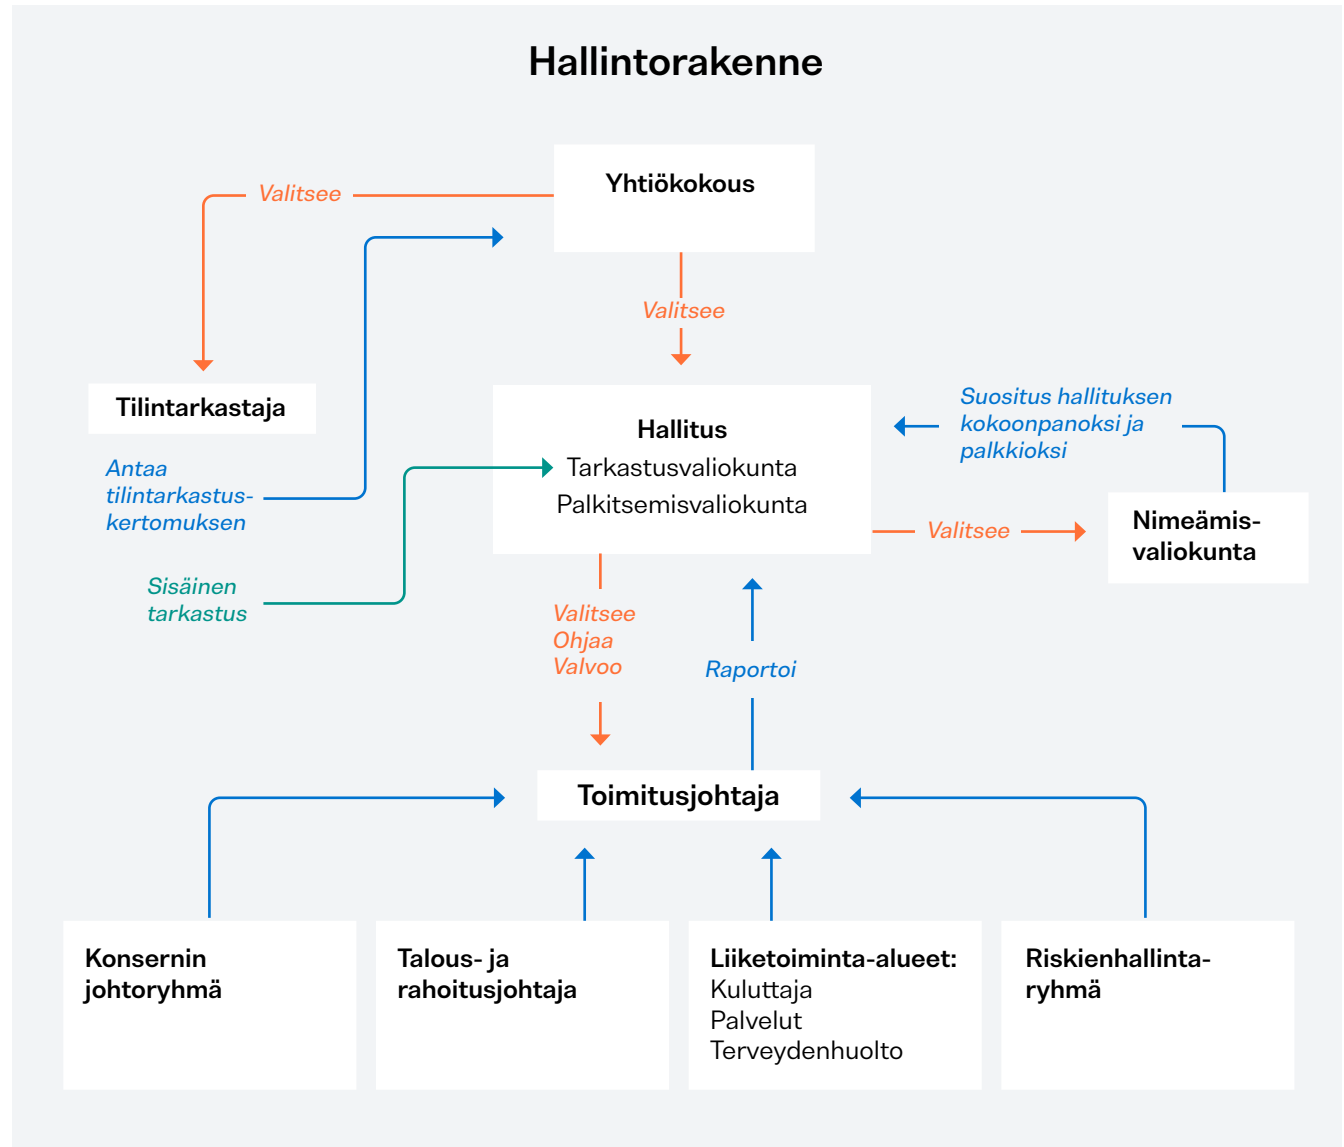 Hallintorakenne
Yhtiökokous
Valitsee
Valitsee
Tilintarkastaja
Antaa
tilintarkastus-
kertomuksen
Sisäinen
tarkastus
Hallitus
Tarkastusvaliokunta
Palkitsemisvaliokunta
Suositus hallituksen
kokoonpanoksi ja
palkkioksi
Valitsee
Nimeämis-
valiokunta
Valitsee
Ohjaa
Valvoo
Raportoi
Toimitusjohtaja
Konsernin
johtoryhmä
Talous- ja
rahoitusjohtaja
Liiketoiminta-alueet:
Kuluttaja
Palvelut
Terveydenhuolto
Riskienhallinta-
ryhmä